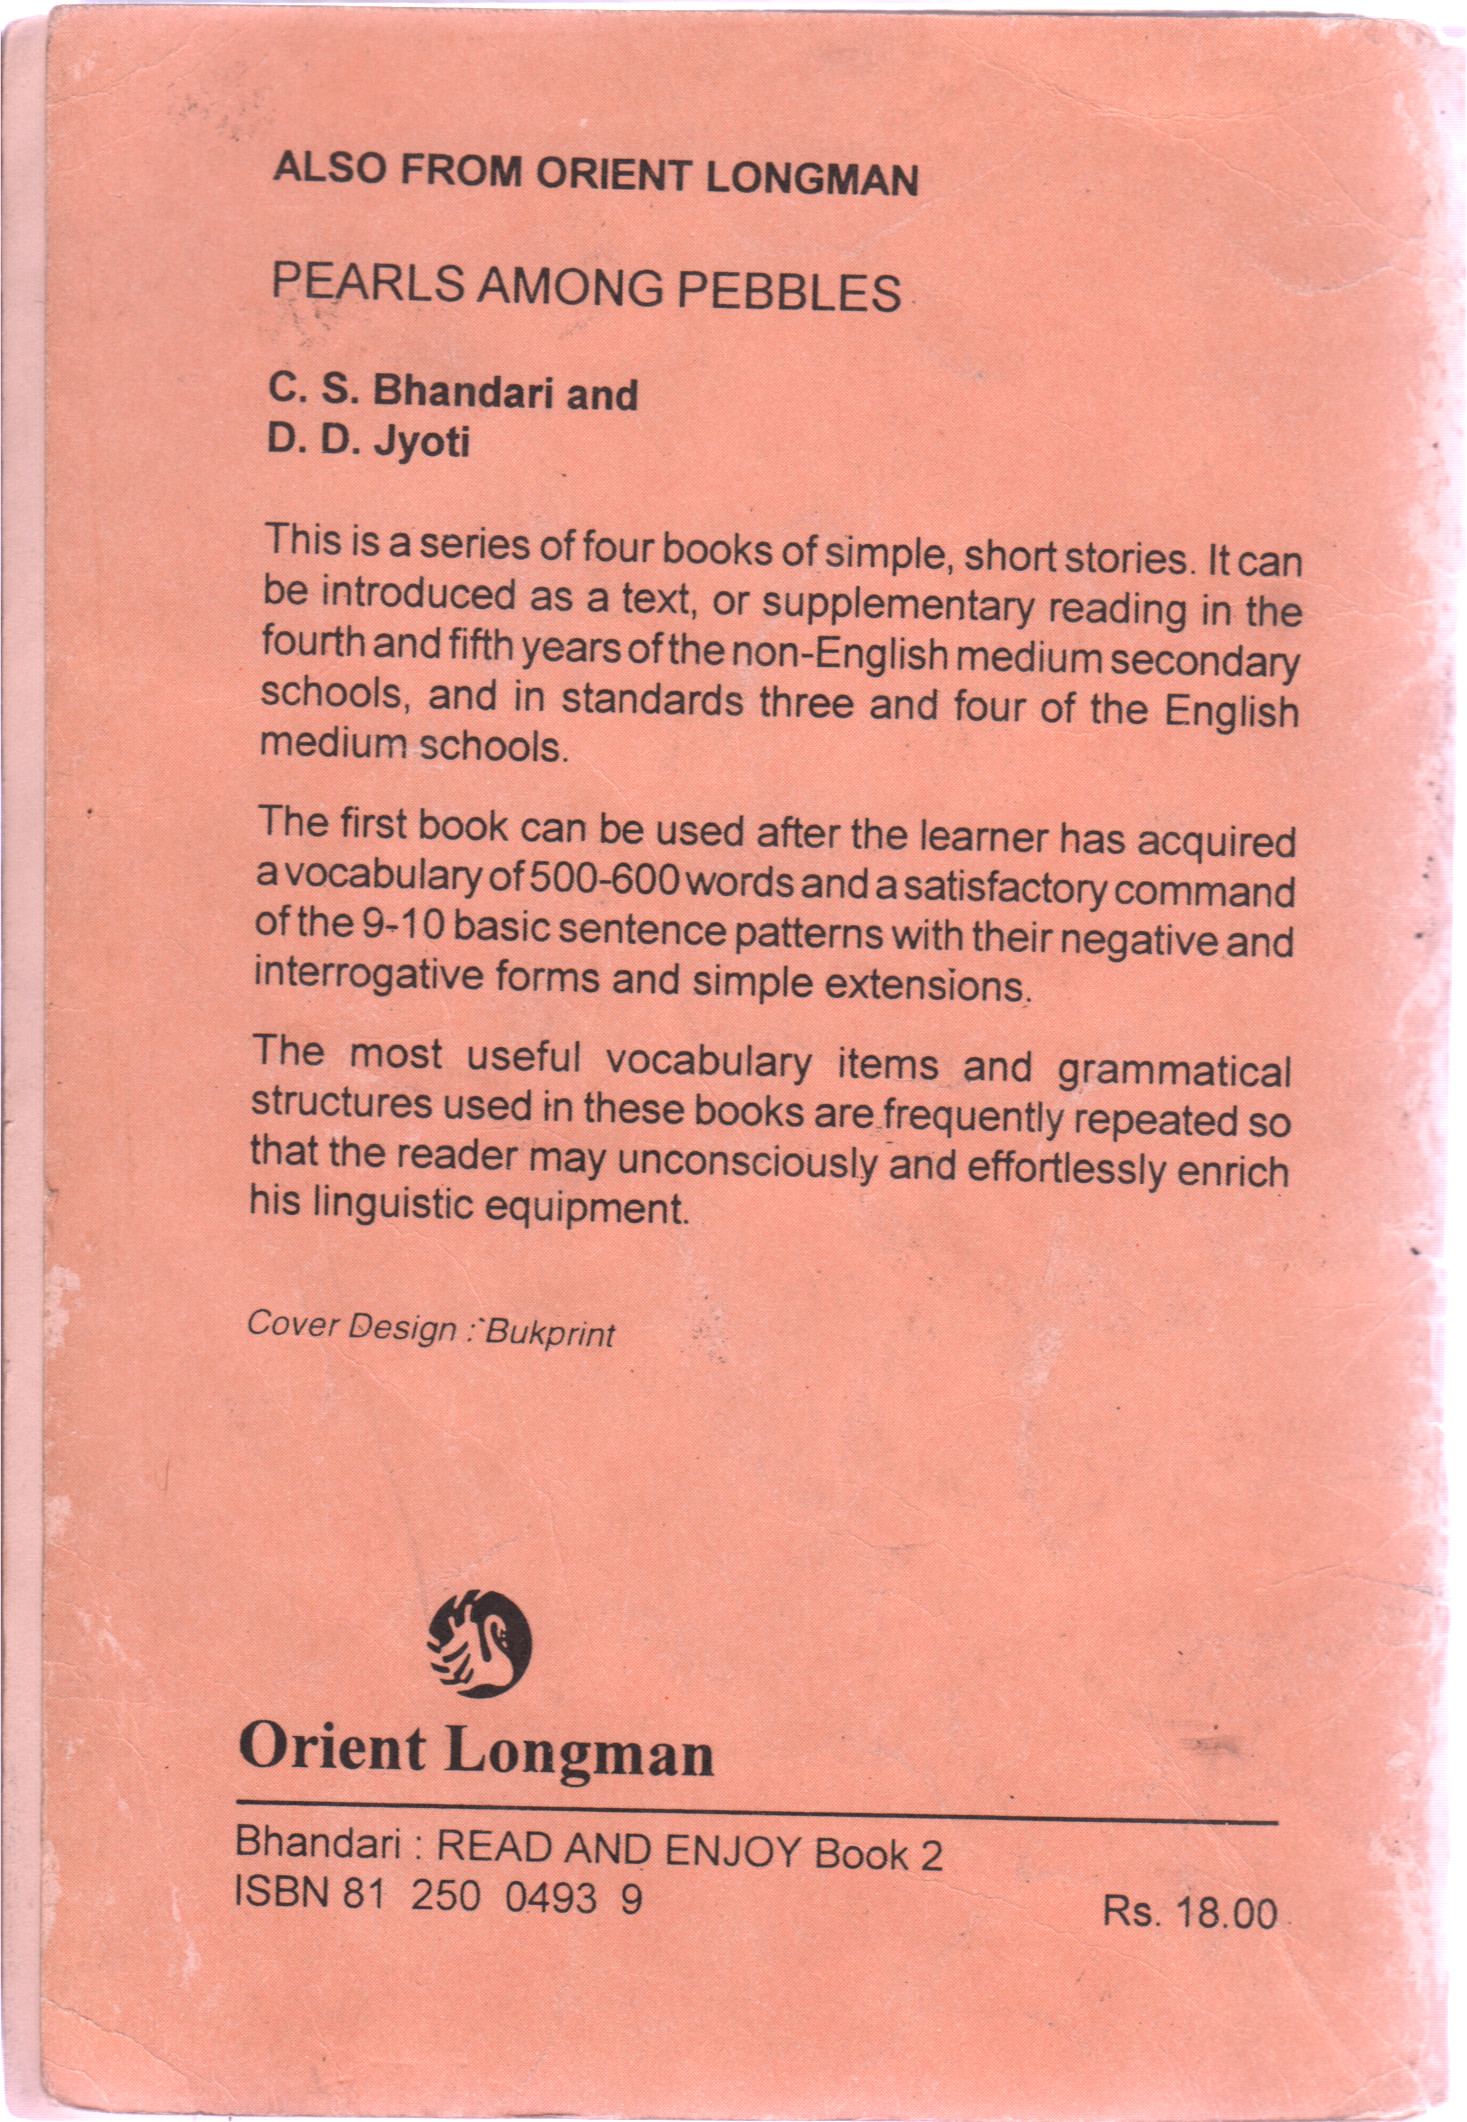 ALSO FROM ORIENT LONGMAN
PEARLS AMONG PEBBLES
C. S. Bhandari and
D. D. Jyoti
This is a series of four books of simple, short stories. It can
be introduced as a text, or supplementary reading in the
fourth and fifth years of the non-English medium secondary
schools, and in standards three and four of the English
medium schools.
The first book can be used after the learner has acquired
a vocabulary of 500-600 words and a satisfactory command
of the 9-10 basic sentence patterns with their negative and
interrogative forms and simple extensions.
The most useful vocabulary items and grammatical
structures used in these books are frequently repeated so
that the reader may unconsciously and effortlessly enrich
his linguistic equipment.
Cover Design : Bukprint
Orient Longman
Bhandari : READ AND ENJOY Book 2
ISBN 81 250 0493 9
Rs. 18.00